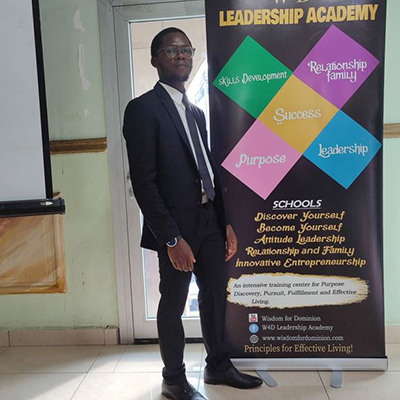 W4D
LEADERSHIP ACADEMY
Relationship
family
SKILLS Development
Success
Purpose
Leadership
SCHOOLS
Discover Yourself
Become Yourself
Attitude Leadership
Relationship and Family
Innovative Entrepreneurship
An intensive training center for Purpose
Discovery, Pursuit, Fulfillment and Effective
Living.
Wisdom for Dominion
W4D Leadership Academy
www.wisdomfordominion.com
Principles for Effective Living!